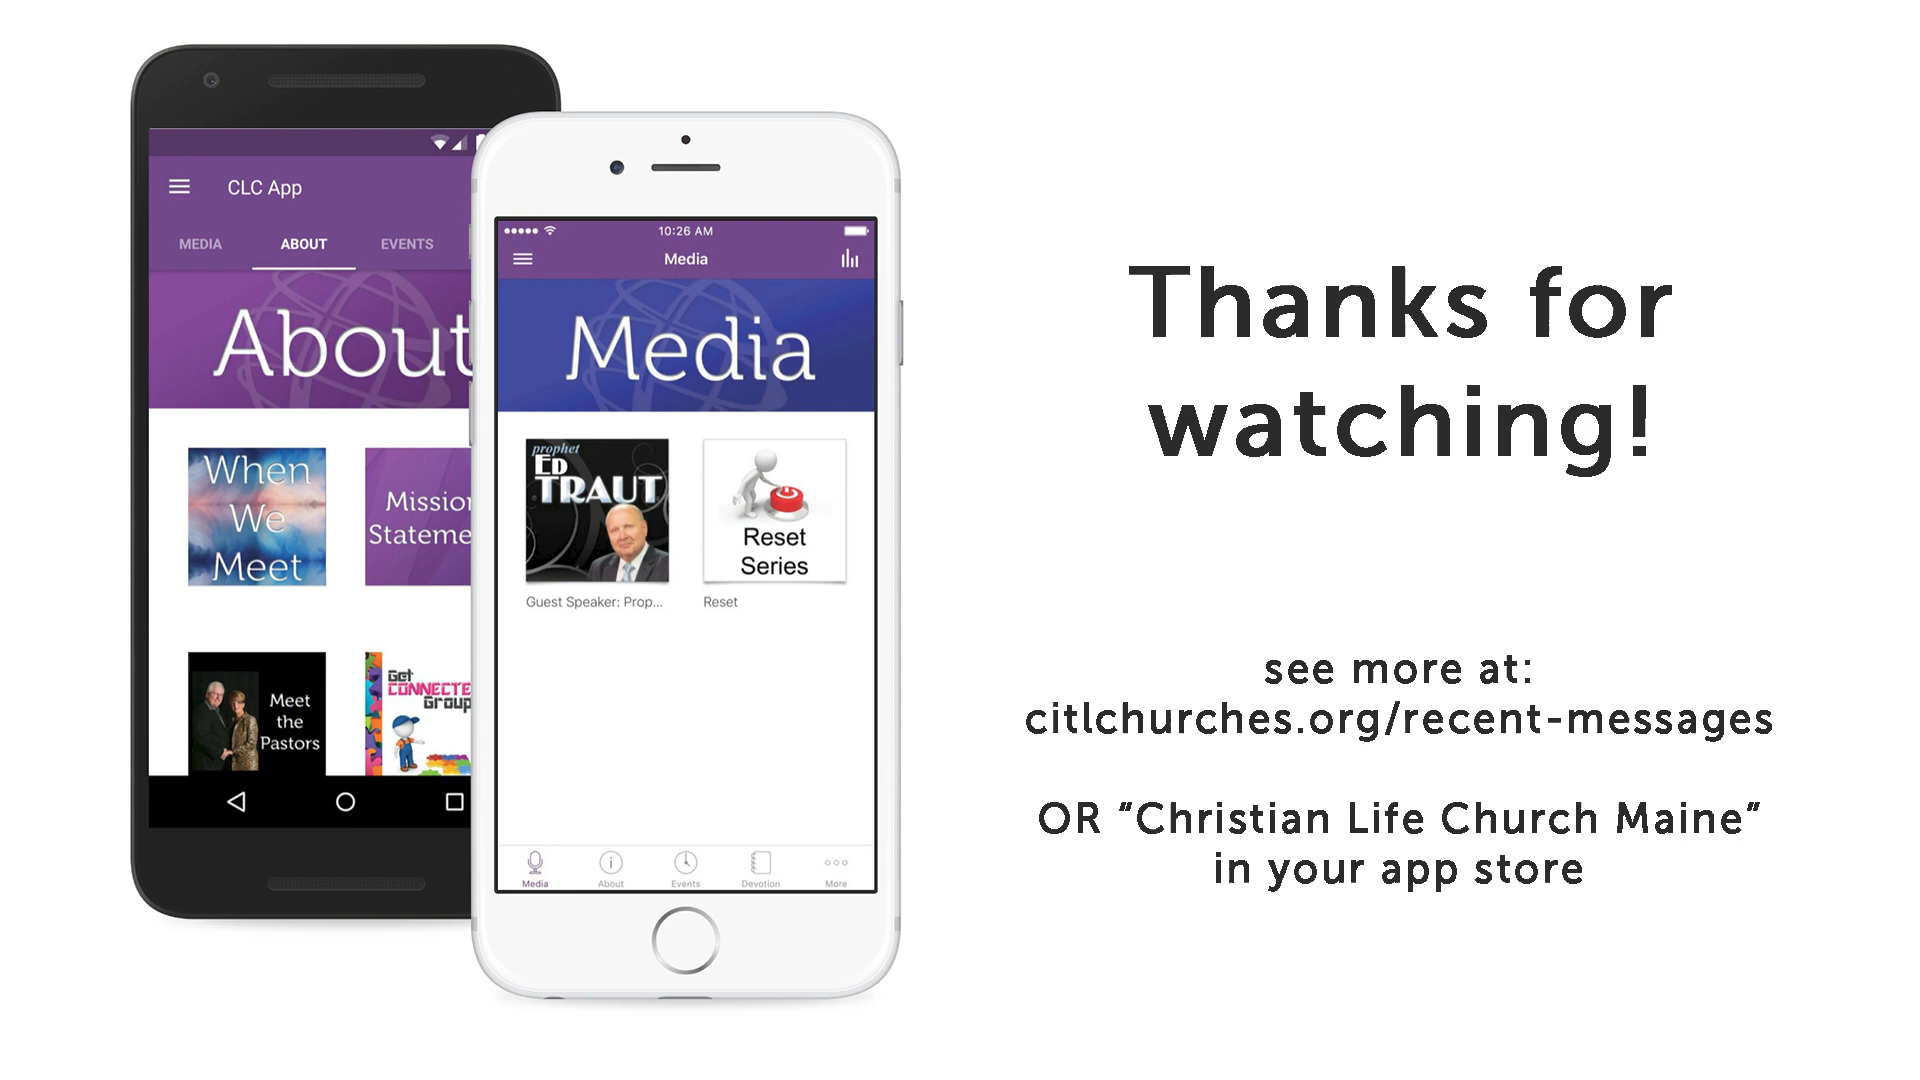 CLC App
MEDIA ABOUT EVENTS
About
When
We
Meet
Mission
Stateme
Meet
the
Pastors
Get
CONNECTE
Group
10:26 AM
Media
Media
prophet
ED
TRAUT
Reset
Series
Guest Speaker: Prop...
Reset
Media About Events Devotion More
Thanks for
watching!
see more at:
citlchurches.org/recent-messages
OR “Christian Life Church Maine”
in your app store